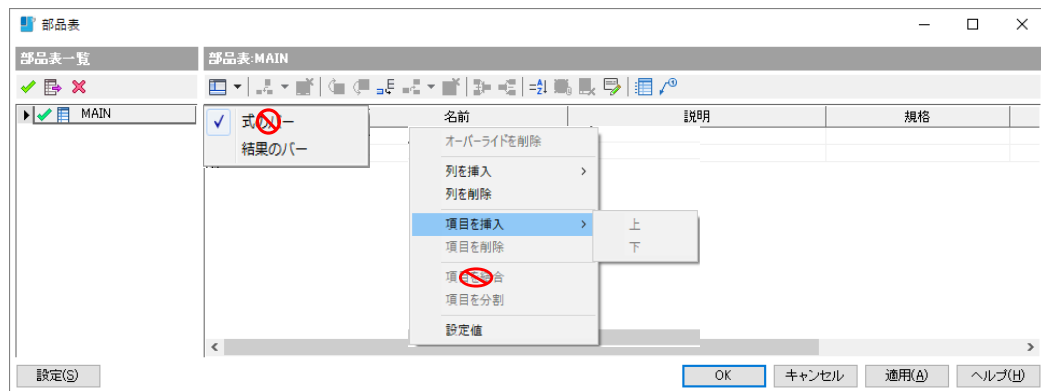 部品表
部品表一覧
部品表:MAIN
MAIN
名前
説明
規格
式のバー
結果のバー
オーバーライドを削除
列を挿入
列を削除
項目を挿入
上
下
項目を削除
項目を
合
項目を分割
設定値
設定(S)
OK
キャンセル
適用(A)
ヘルプ(H)